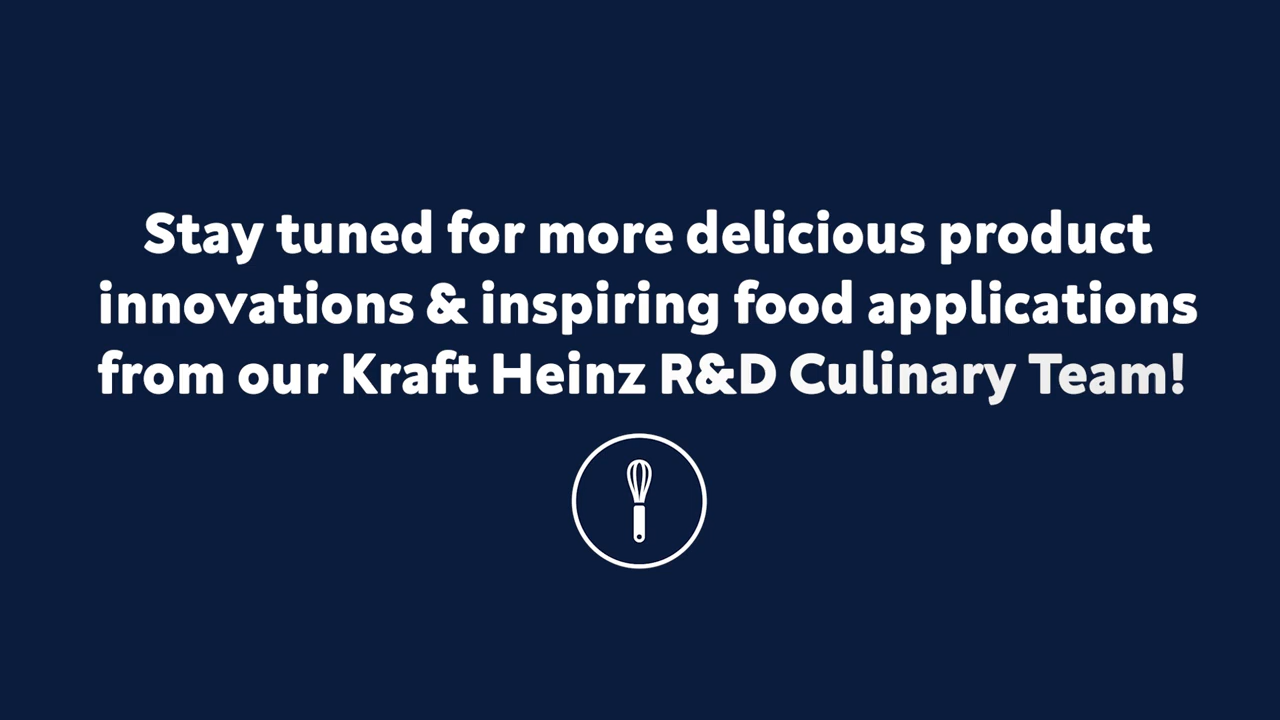 Stay tuned for more delicious product
innovations & inspiring food applications
from our Kraft Heinz R&D Culinary Team!